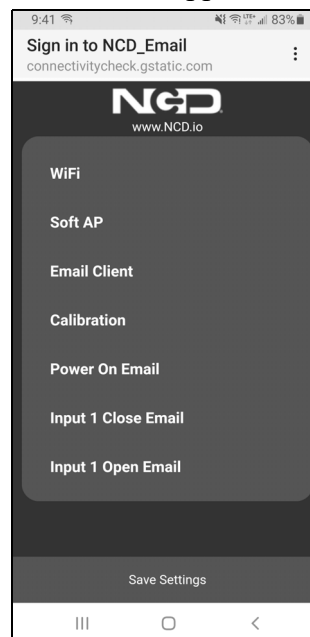 9:41 LTE+ 83%
Sign in to NCD_Email
connectivitycheck.gstatic.com
NCD
www.NCD.io
WiFi
Soft AP
Email Client
Calibration
Power On Email
Input 1 Close Email
Input 1 Open Email
Save Settings